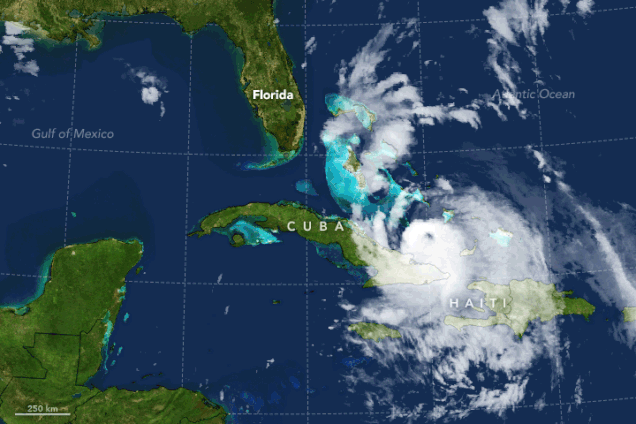 Florida
Atlantic Ocean
Gulf of Mexico
CUBA
HAITI
250 km